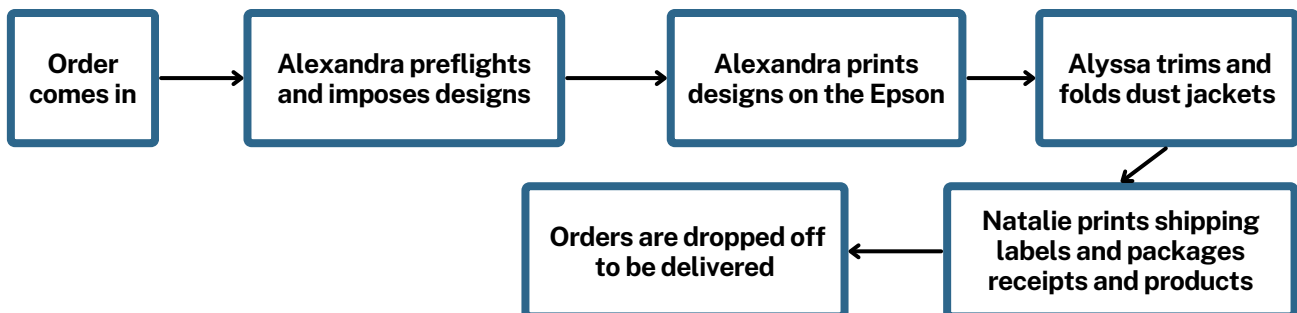 Order
comes in
Alexandra preflights
and imposes designs
Alexandra prints
designs on the Epson
Alyssa trims and
folds dust jackets
Natalie prints shipping
labels and packages
receipts and products
Orders are dropped off
to be delivered